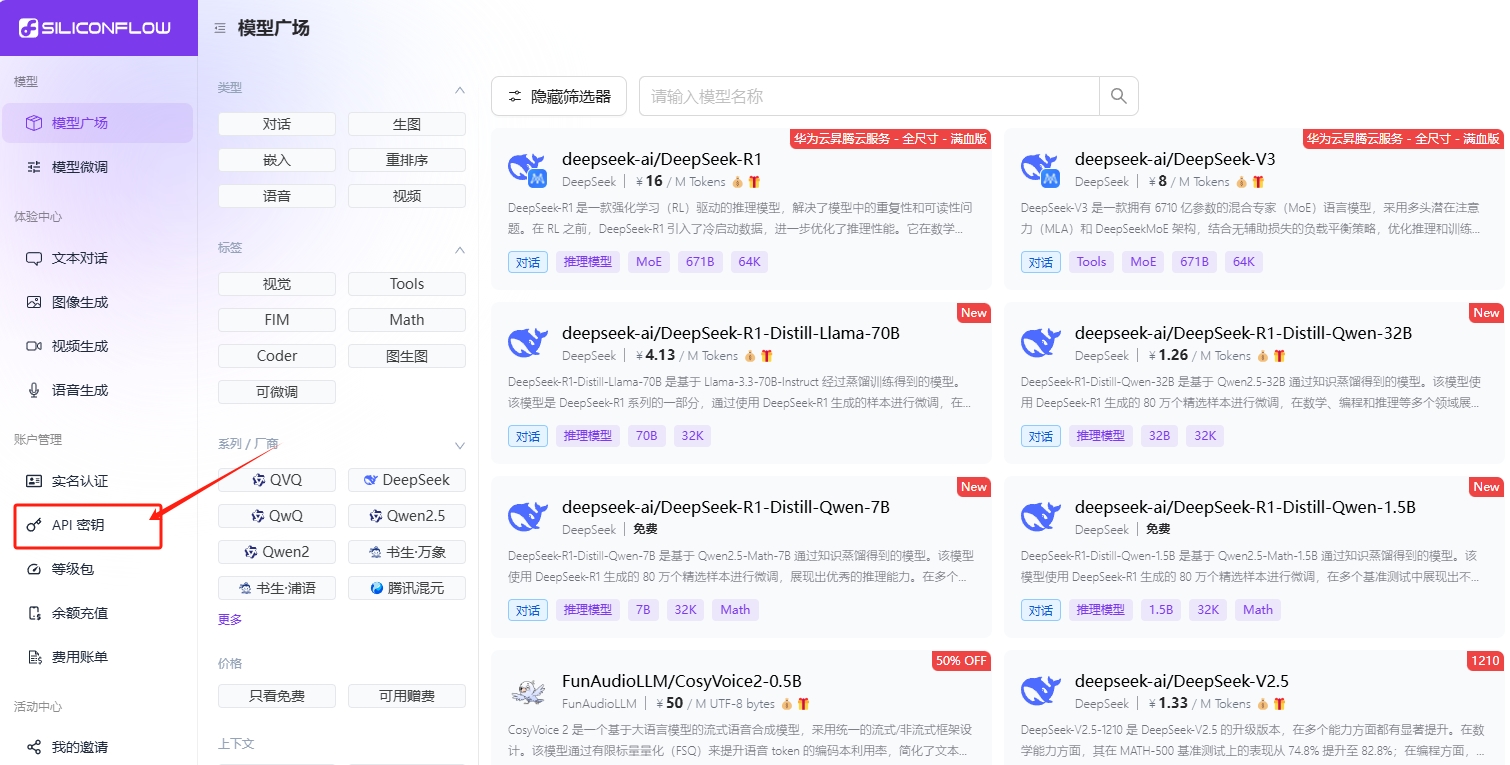 SILICONFLOW
模型
模型广场
模型微调
体验中心
文本对话
图像生成
视频生成
语音生成
账户管理
实名认证
API 密钥
等级包
余额充值
费用账单
活动中心
我的邀请
模型广场
类型
对话
生图
嵌入
重排序
语音
视频
标签
视觉
Tools
FIM
Math
Coder
图生图
可微调
系列 / 厂商
QVQ
DeepSeek
QwQ
Qwen2.5
Qwen2
书生·万象
书生·浦语
腾讯混元
更多
价格
只看免费
可用赠费
上下文
隐藏筛选器
请输入模型名称
华为云昇腾云服务 - 全尺寸 - 满血版
deepseek-ai/DeepSeek-R1
DeepSeek | ¥ 16 / M Tokens
DeepSeek-R1 是一款强化学习（RL）驱动的推理模型，解决了模型中的重复性和可读性问
题。在 RL 之前，DeepSeek-R1 引入了冷启动数据，进一步优化了推理性能。它在数学...
对话 推理模型 MoE 671B 64K
华为云昇腾云服务 - 全尺寸 - 满血版
deepseek-ai/DeepSeek-V3
DeepSeek | ¥ 8 / M Tokens
DeepSeek-V3 是一款拥有 6710 亿参数的混合专家（MoE）语言模型，采用多头潜在注意
力（MLA）和 DeepSeekMoE 架构，结合无辅助损失的负载平衡策略，优化推理和训练...
对话 Tools MoE 671B 64K
New
deepseek-ai/DeepSeek-R1-Distill-Llama-70B
DeepSeek | ¥ 4.13 / M Tokens
DeepSeek-R1-Distill-Llama-70B 是基于 Llama-3.3-70B-Instruct 经过蒸馏训练得到的模型。
该模型是 DeepSeek-R1 系列的一部分，通过使用 DeepSeek-R1 生成的样本进行微调，在...
对话 推理模型 70B 32K
New
deepseek-ai/DeepSeek-R1-Distill-Qwen-32B
DeepSeek | ¥ 1.26 / M Tokens
DeepSeek-R1-Distill-Qwen-32B 是基于 Qwen2.5-32B 通过知识蒸馏得到的模型。该模型使
用 DeepSeek-R1 生成的 80 万个精选样本进行微调，在数学、编程和推理等多个领域展...
对话 推理模型 32B 32K
New
deepseek-ai/DeepSeek-R1-Distill-Qwen-7B
DeepSeek | 免费
DeepSeek-R1-Distill-Qwen-7B 是基于 Qwen2.5-Math-7B 通过知识蒸馏得到的模型。该模型
使用 DeepSeek-R1 生成的 80 万个精选样本进行微调，展现出优秀的推理能力。在多个...
对话 推理模型 7B 32K Math
New
deepseek-ai/DeepSeek-R1-Distill-Qwen-1.5B
DeepSeek | 免费
DeepSeek-R1-Distill-Qwen-1.5B 是基于 Qwen2.5-Math-1.5B 通过知识蒸馏得到的模型。该
模型使用 DeepSeek-R1 生成的 80 万个精选样本进行微调，在多个基准测试中展现出不...
对话 推理模型 1.5B 32K Math
50% OFF
FunAudioLLM/CosyVoice2-0.5B
FunAudioLLM | ¥ 50 / M UTF-8 bytes
CosyVoice 2 是一个基于大语言模型的流式语音合成模型，采用统一的流式/非流式框架设
计。该模型通过有限标量量化（FSQ）来提升语音 token 的编码本利用率，简化了文本...
1210
deepseek-ai/DeepSeek-V2.5
DeepSeek | ¥ 1.33 / M Tokens
DeepSeek-V2.5-1210 是 DeepSeek-V2.5 的升级版本，在多个能力方面都有显著提升。在数
学能力方面，其在 MATH-500 基准测试上的表现从 74.8% 提升至 82.8%；在编程方面，...